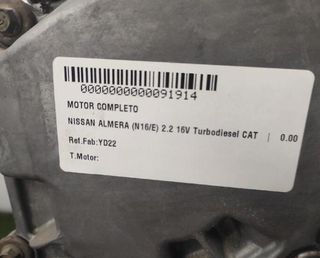 0000000000091914
MOTOR COMPLETO
NISSAN ALMERA (N16/E) 2.2 16V Turbodiesel CAT | 0.00
Ref.Fab:YD22
T.Motor: